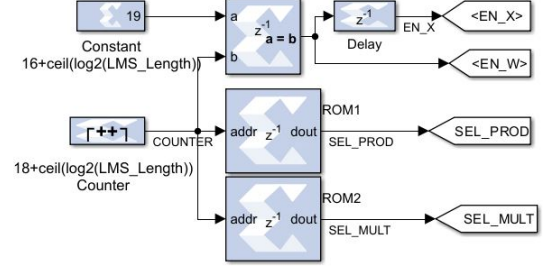 19
Constant
16+ceil(log2(LMS_Length))
a
b
z-1
a = b
z-1
Delay
EN_X
<EN_X>
<EN_W>
++
18+ceil(log2(LMS_Length))
Counter
COUNTER
ROM1
addr z-1 dout
SEL_PROD
SEL_PROD
ROM2
addr z-1 dout
SEL_MULT
SEL_MULT